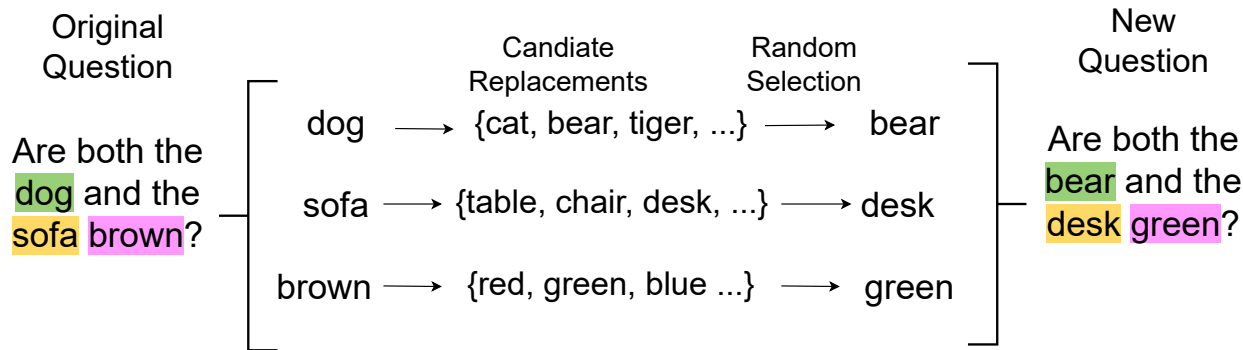 Original
Question
Are both the
dog and the
sofa brown?
Candiate
Replacements
Random
Selection
dog {cat, bear, tiger, ...} bear
sofa {table, chair, desk, ...} desk
brown {red, green, blue ...} green
New
Question
Are both the
bear and the
desk green?